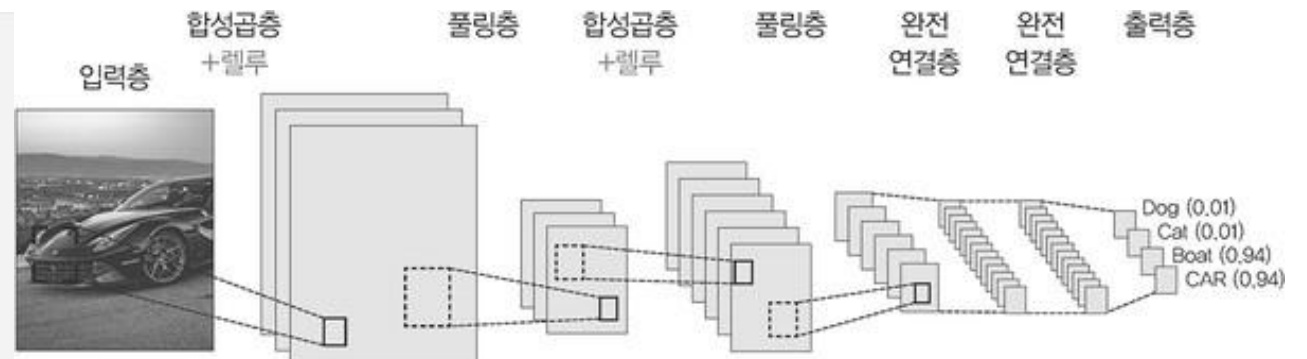 합성곱층
+렐루
풀링층
합성곱층
+렐루
풀링층
완전
연결층
완전
연결층
출력층
입력층
Dog (0.01)
Cat (0.01)
Boat (0.94)
CAR (0.94)